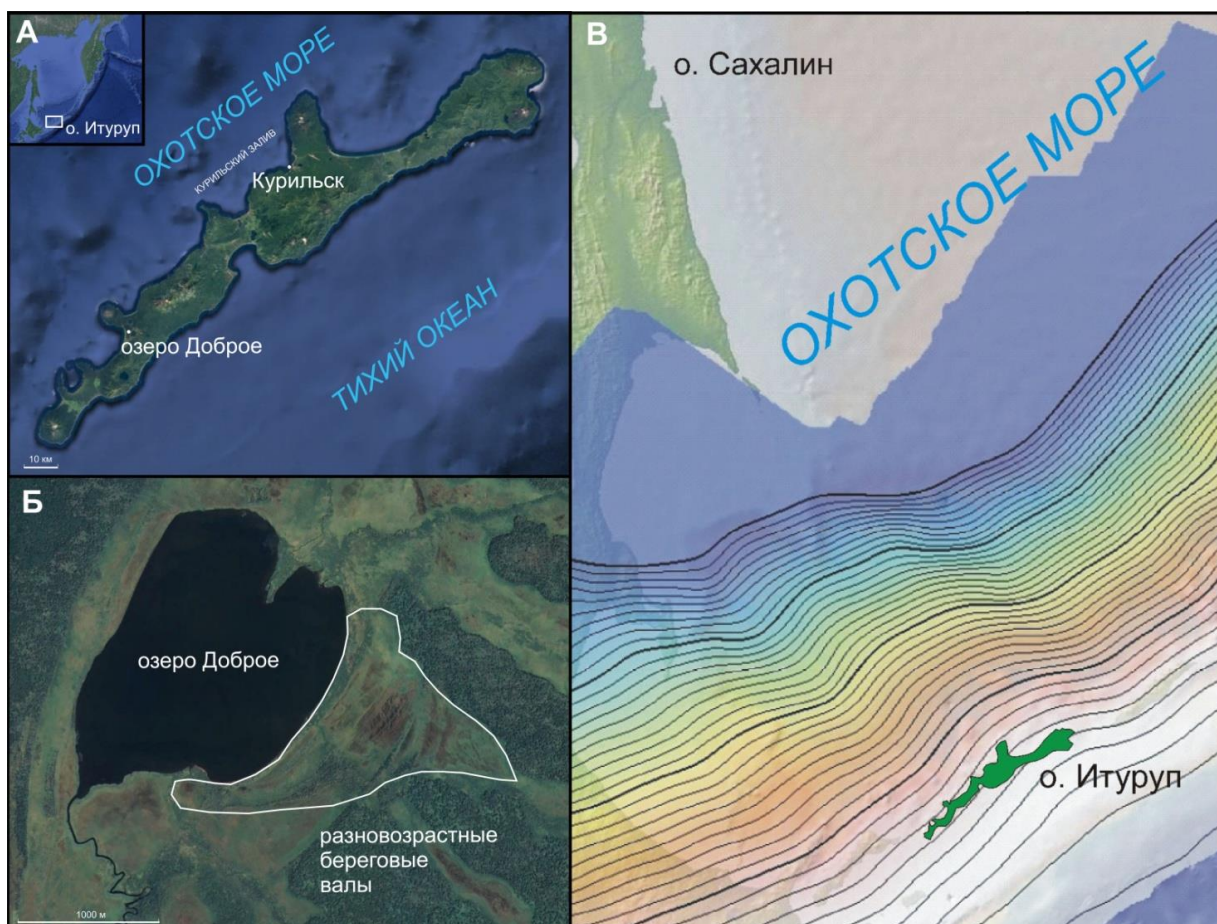 А
о. Итуруп
ОХОТСКОЕ МОРЕ
КУРИЛЬСКИЙ ЗАЛИВ
Курильск
озеро Доброе
ТИХИЙ ОКЕАН
10 км
Б
озеро Доброе
разновозрастные
береговые
валы
1000 м
В
о. Сахалин
ОХОТСКОЕ МОРЕ
о. Итуруп